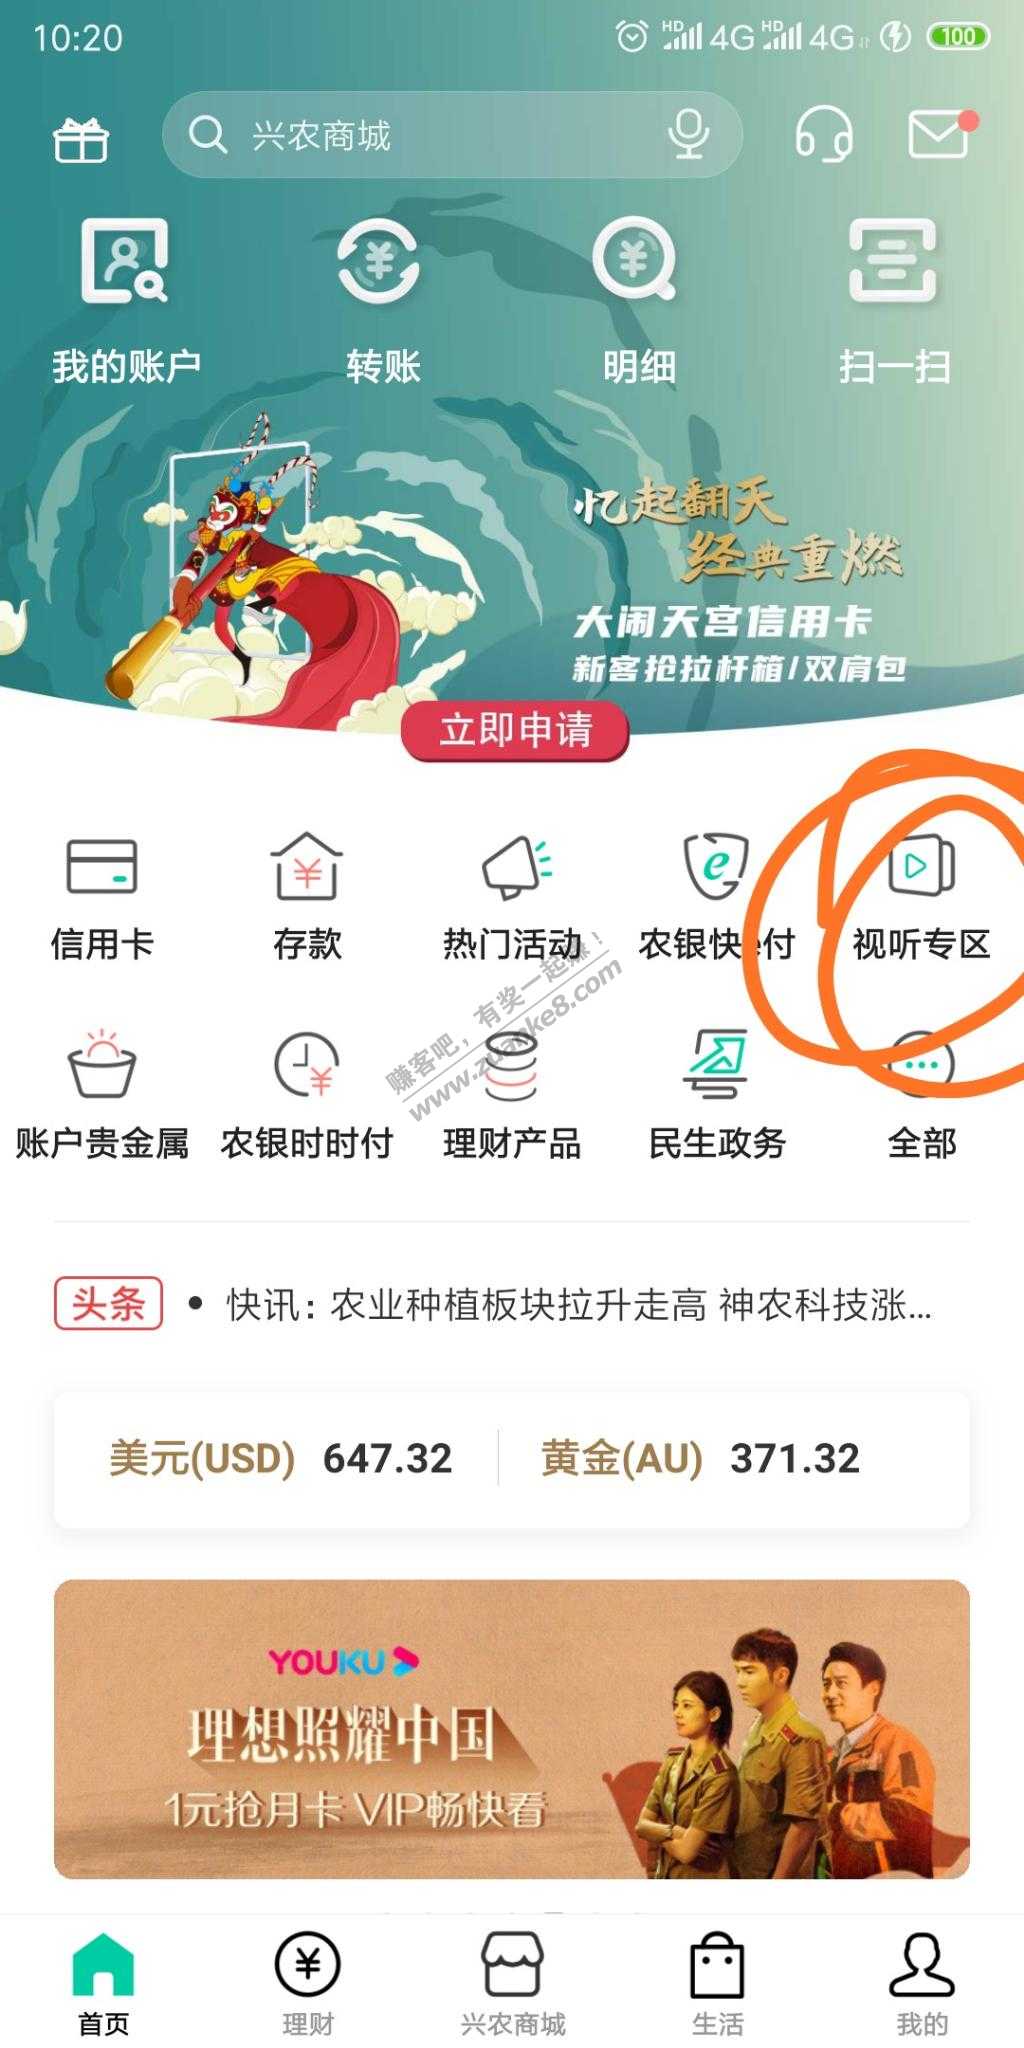 10:20
HD 4G HD 4G 100
兴农商城
我的账户 转账 明细 扫一扫
忆起翻天
经典重燃
大闹天宫信用卡
新客抢拉杆箱/双肩包
立即申请
信用卡 存款 热门活动 农银快e付 视听专区
赚客吧,有奖一起赚!
www.zuanke8.com
账户贵金属 农银时时付 理财产品 民生政务 全部
头条 • 快讯:农业种植板块拉升走高 神农科技涨...
美元(USD) 647.32 黄金(AU) 371.32
YOUKU
理想照耀中国
1元抢月卡 VIP畅快看
首页 理财 兴农商城 生活 我的